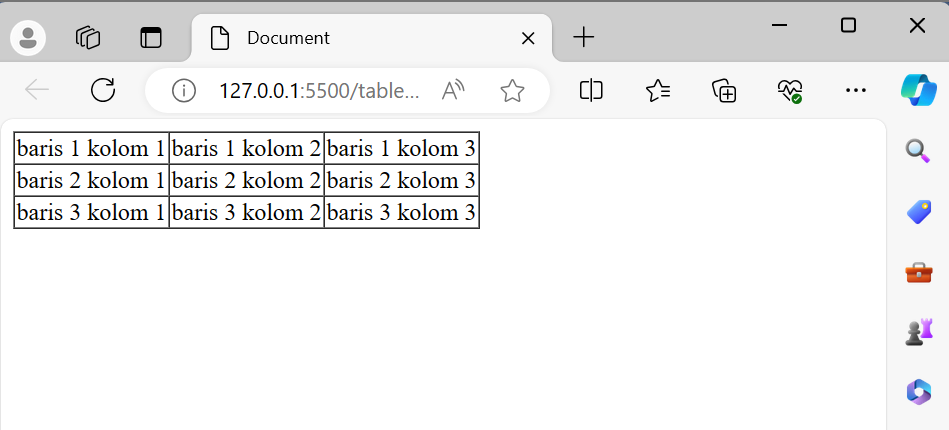 Document
127.0.0.1:5500/table...
baris 1 kolom 1 baris 1 kolom 2 baris 1 kolom 3
baris 2 kolom 1 baris 2 kolom 2 baris 2 kolom 3
baris 3 kolom 1 baris 3 kolom 2 baris 3 kolom 3